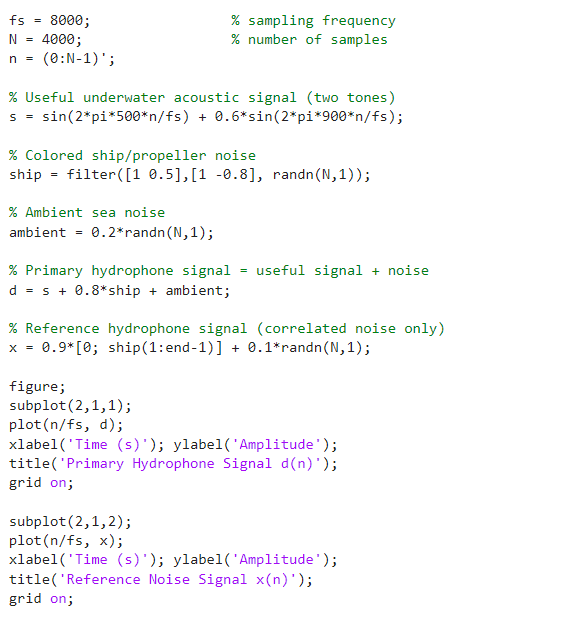 fs = 8000;                 % sampling frequency
N = 4000;                  % number of samples
n = (0:N-1)';
% Useful underwater acoustic signal (two tones)
s = sin(2*pi*500*n/fs) + 0.6*sin(2*pi*900*n/fs);
% Colored ship/propeller noise
ship = filter([1 0.5],[1 -0.8], randn(N,1));
% Ambient sea noise
ambient = 0.2*randn(N,1);
% Primary hydrophone signal = useful signal + noise
d = s + 0.8*ship + ambient;
% Reference hydrophone signal (correlated noise only)
x = 0.9*[0; ship(1:end-1)] + 0.1*randn(N,1);
figure;
subplot(2,1,1);
plot(n/fs, d);
xlabel('Time (s)'); ylabel('Amplitude');
title('Primary Hydrophone Signal d(n)');
grid on;
subplot(2,1,2);
plot(n/fs, x);
xlabel('Time (s)'); ylabel('Amplitude');
title('Reference Noise Signal x(n)');
grid on;